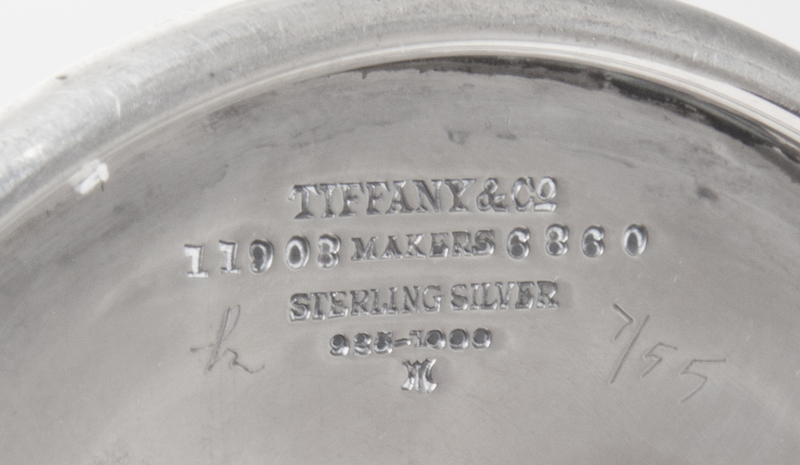 TIFFANY & Co
11903 MAKERS 6860
STERLING SILVER
925-1000
M
7/55